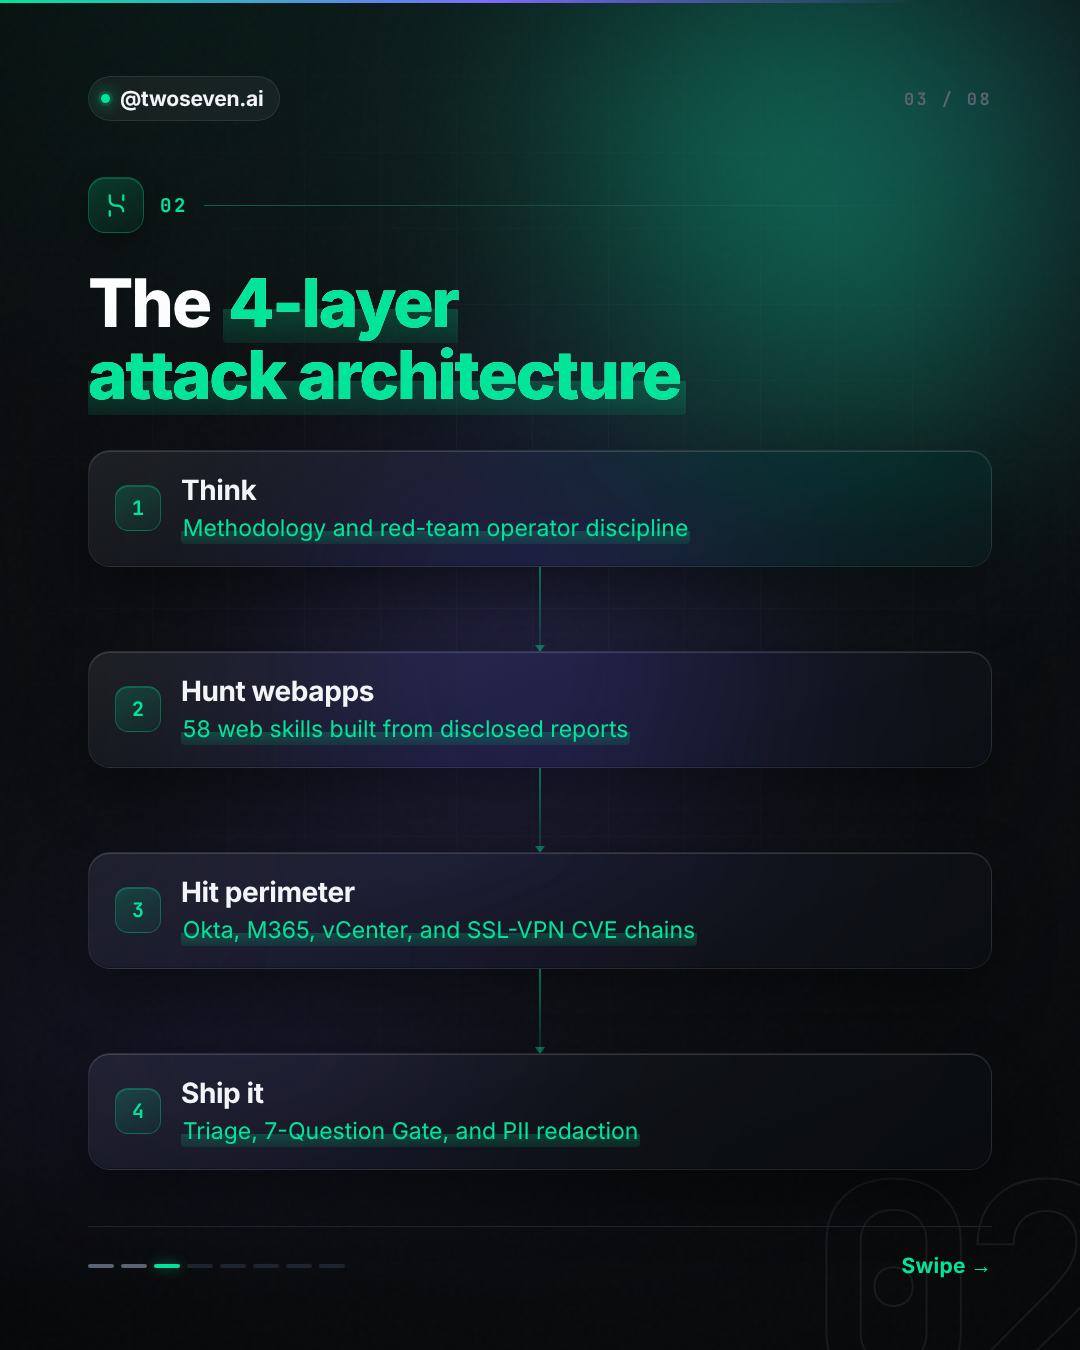 @twoseven.ai
03 / 08
02
The 4-layer
attack architecture
1
Think
Methodology and red-team operator discipline
2
Hunt webapps
58 web skills built from disclosed reports
3
Hit perimeter
Okta, M365, vCenter, and SSL-VPN CVE chains
4
Ship it
Triage, 7-Question Gate, and PII redaction
Swipe →
02